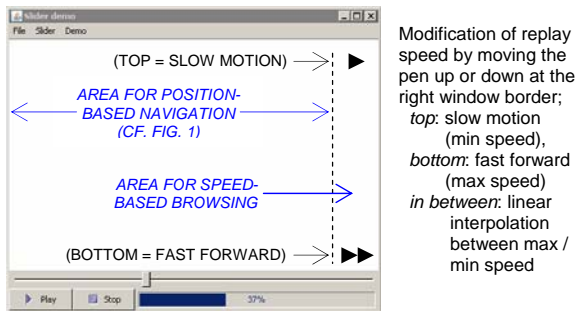 Slider demo
File Slider Demo
(TOP = SLOW MOTION)
AREA FOR POSITION-
BASED NAVIGATION
(CF. FIG. 1)
AREA FOR SPEED-
BASED BROWSING
(BOTTOM = FAST FORWARD)
Play Stop 37%
Modification of replay
speed by moving the
pen up or down at the
right window border;
top: slow motion
(min speed),
bottom: fast forward
(max speed)
in between: linear
interpolation
between max /
min speed